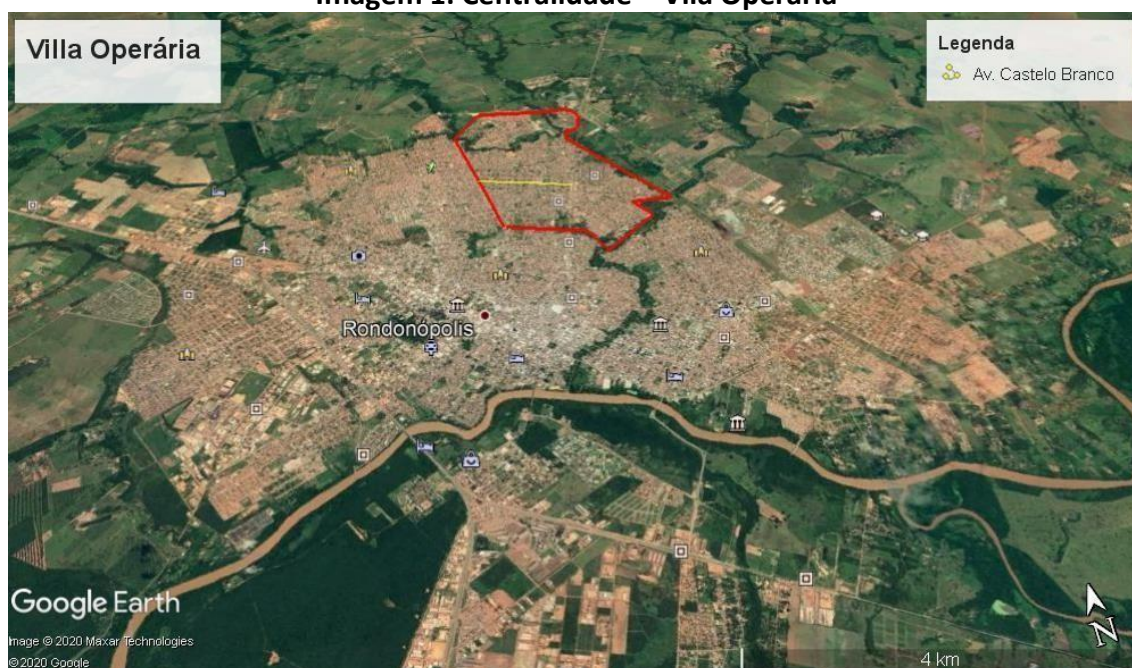 Imagem 1: Centralidade – Vila Operária
Villa Operária
Legenda
Av. Castelo Branco
Rondonópolis
Google Earth
Image © 2020 Maxar Technologies
© 2020 Google
4 km
N